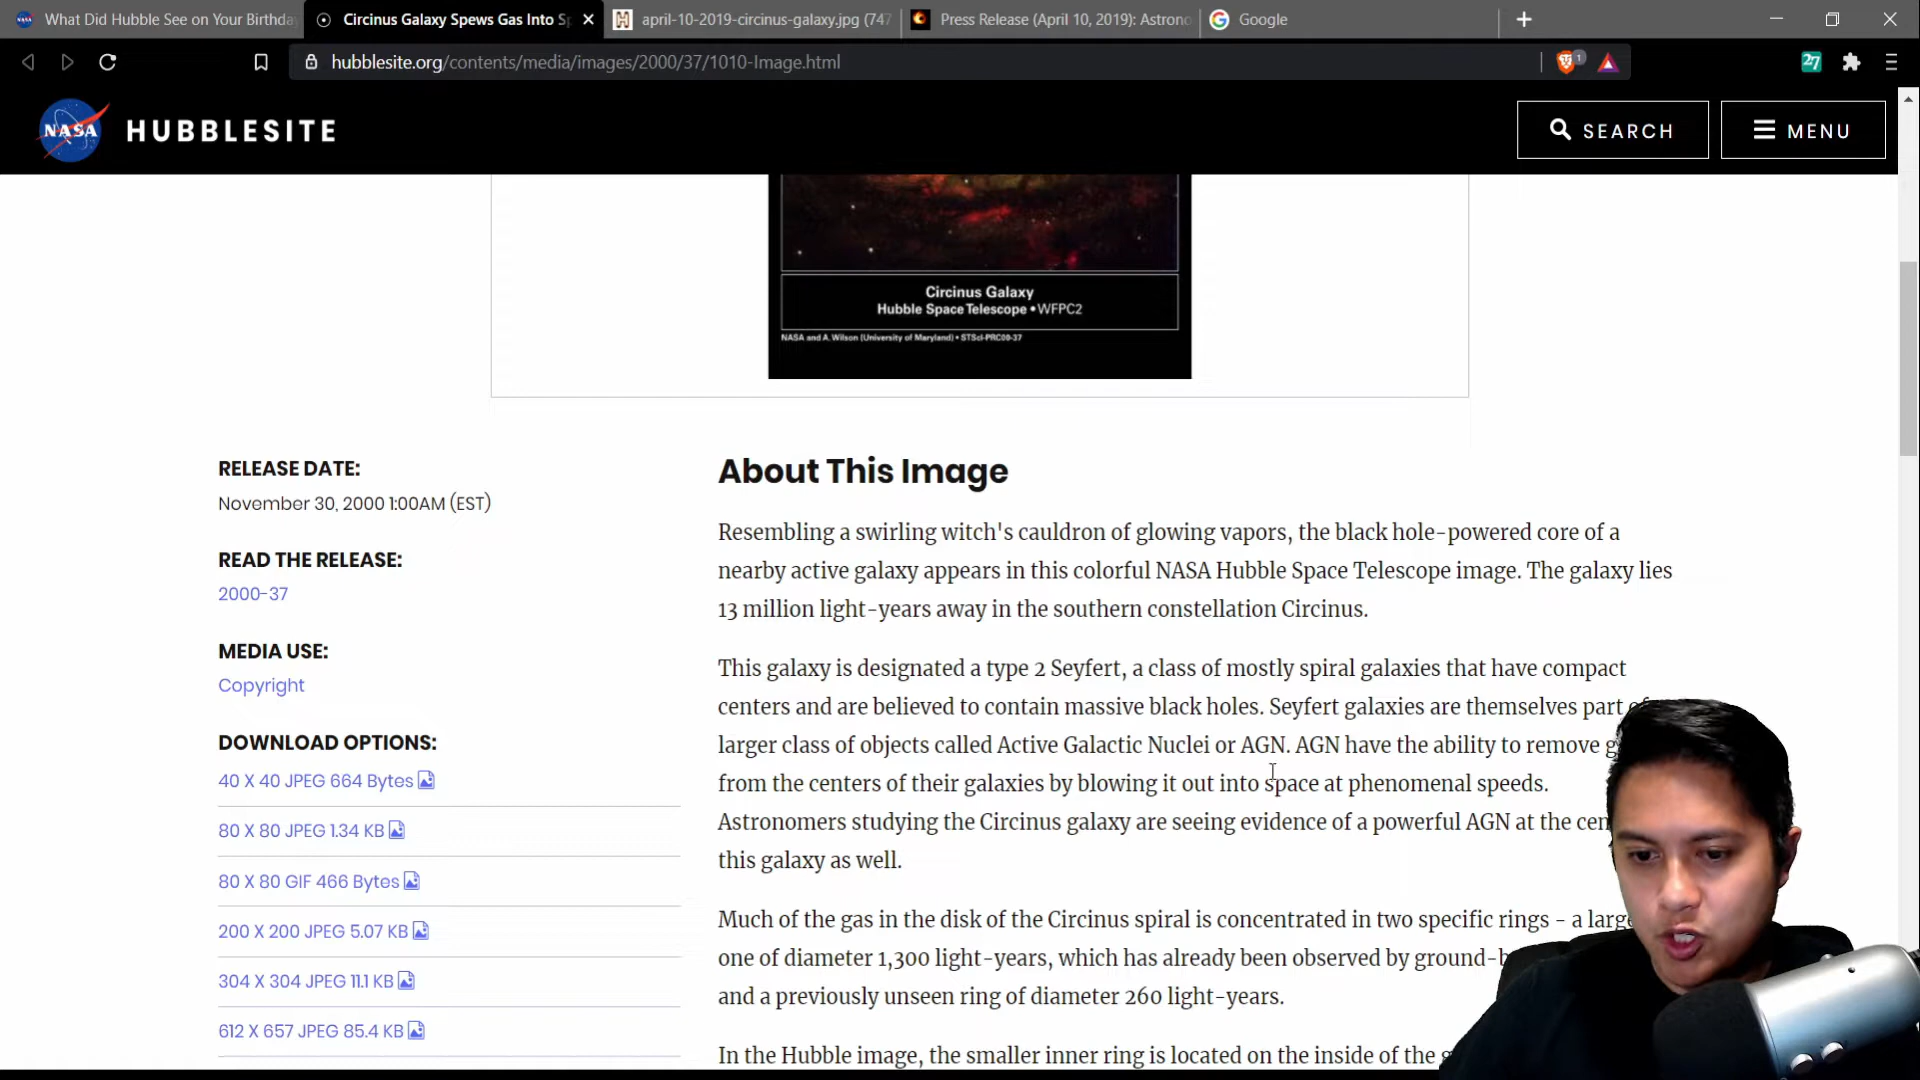 What Did Hubble See on Your Birthda
Circinus Galaxy Spews Gas Into Sp
april-10-2019-circinus-galaxy.jpg (747
Press Release (April 10, 2019): Astrono
Google
hubblesite.org/contents/media/images/2000/37/1010-Image.html
1
27
NASA
HUBBLESITE
SEARCH
MENU
Circinus Galaxy
Hubble Space Telescope • WFPC2
NASA and A. Wilson (University of Maryland) • STScI-PRC00-37
RELEASE DATE:
November 30, 2000 1:00AM (EST)
READ THE RELEASE:
2000-37
MEDIA USE:
Copyright
DOWNLOAD OPTIONS:
40 X 40 JPEG 664 Bytes
80 X 80 JPEG 1.34 KB
80 X 80 GIF 466 Bytes
200 X 200 JPEG 5.07 KB
304 X 304 JPEG 11.1 KB
612 X 657 JPEG 85.4 KB
About This Image
Resembling a swirling witch's cauldron of glowing vapors, the black hole-powered core of a
nearby active galaxy appears in this colorful NASA Hubble Space Telescope image. The galaxy lies
13 million light-years away in the southern constellation Circinus.
This galaxy is designated a type 2 Seyfert, a class of mostly spiral galaxies that have compact
centers and are believed to contain massive black holes. Seyfert galaxies are themselves part of
larger class of objects called Active Galactic Nuclei or AGN. AGN have the ability to remove g
from the centers of their galaxies by blowing it out into space at phenomenal speeds.
Astronomers studying the Circinus galaxy are seeing evidence of a powerful AGN at the cen
this galaxy as well.
Much of the gas in the disk of the Circinus spiral is concentrated in two specific rings - a large
one of diameter 1,300 light-years, which has already been observed by ground-b
and a previously unseen ring of diameter 260 light-years.
In the Hubble image, the smaller inner ring is located on the inside of the g